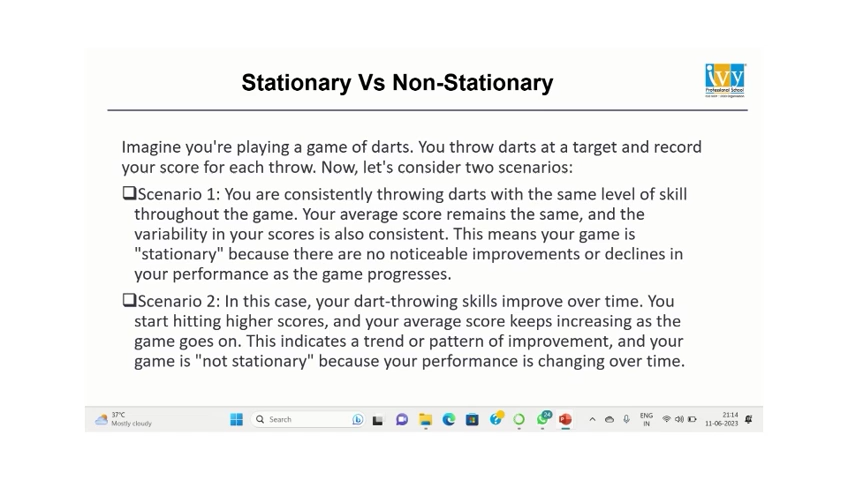 Stationary Vs Non-Stationary
ivy
Professional School
Imagine you're playing a game of darts. You throw darts at a target and record
your score for each throw. Now, let's consider two scenarios:
Scenario 1: You are consistently throwing darts with the same level of skill
throughout the game. Your average score remains the same, and the
variability in your scores is also consistent. This means your game is
"stationary" because there are no noticeable improvements or declines in
your performance as the game progresses.
Scenario 2: In this case, your dart-throwing skills improve over time. You
start hitting higher scores, and your average score keeps increasing as the
game goes on. This indicates a trend or pattern of improvement, and your
game is "not stationary" because your performance is changing over time.
37°C
Mostly cloudy
Search
24
ENG
IN
21:14
11-06-2023